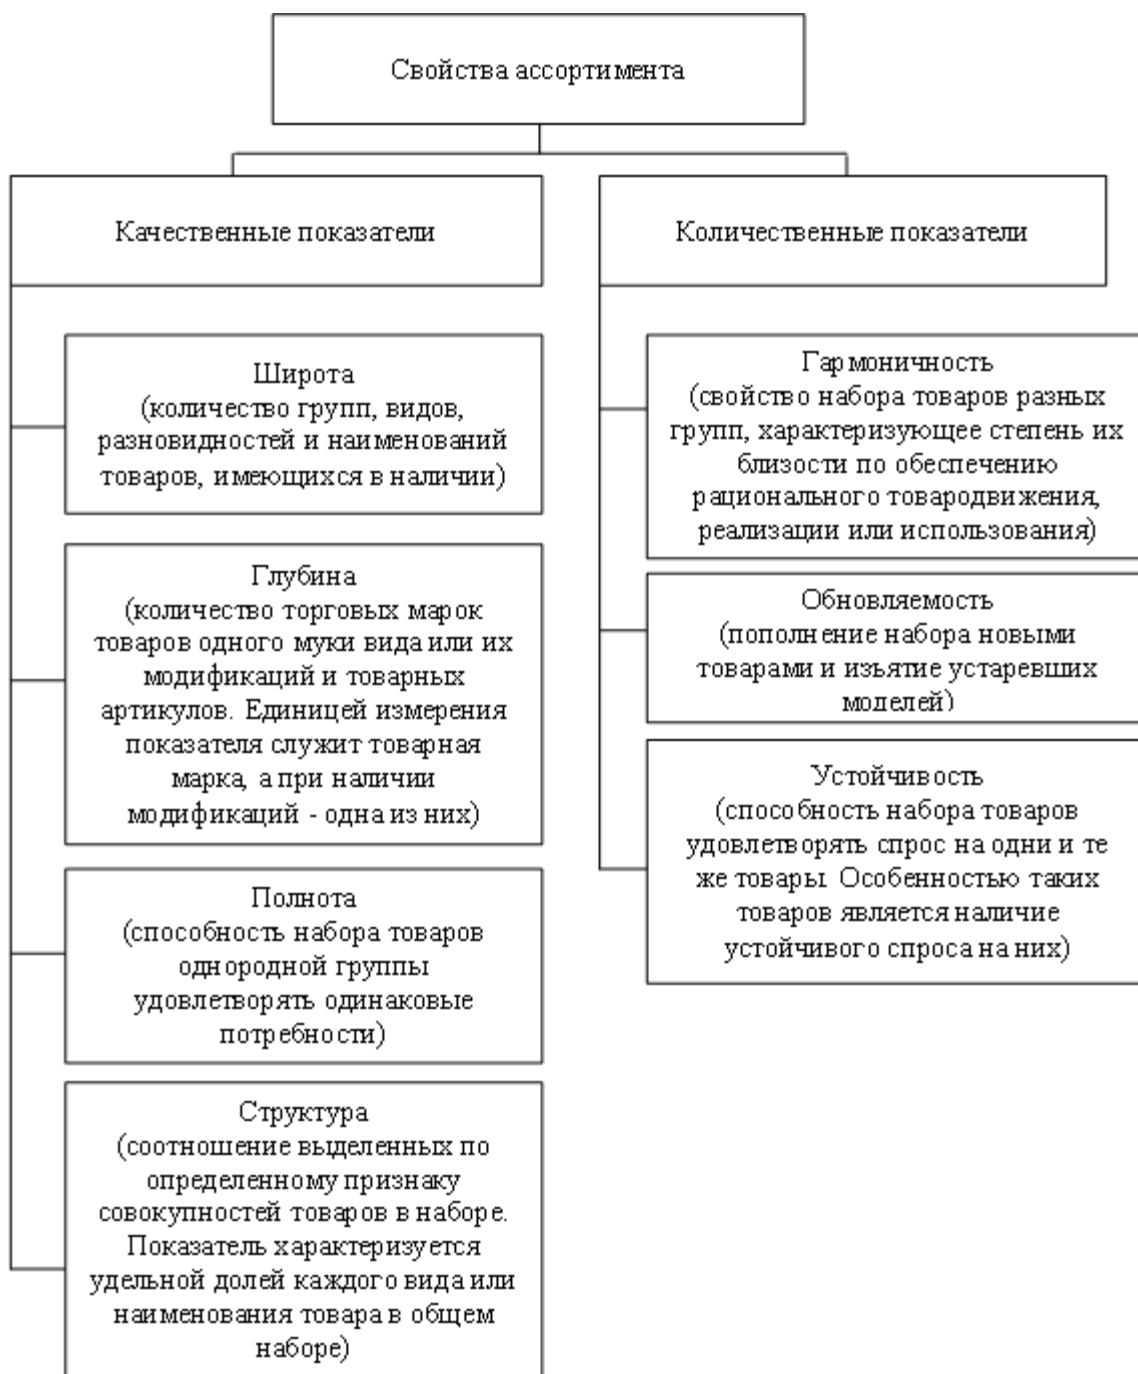 Свойства ассортимента
Качественные показатели
Количественные показатели
Широта
(количество групп, видов,
разновидностей и наименований
товаров, имеющихся в наличии)
Глубина
(количество торговых марок
товаров одного муки вида или их
модификаций и товарных
артикулов. Единицей измерения
показателя служит товарная
марка, а при наличии
модификаций - одна из них)
Полнота
(способность набора товаров
однородной группы
удовлетворять одинаковые
потребности)
Структура
(соотношение выделенных по
определенному признаку
совокупностей товаров в наборе.
Показатель характеризуется
удельной долей каждого вида или
наименования товара в общем
наборе)
Гармоничность
(свойство набора товаров разных
групп, характеризующее степень их
близости по обеспечению
рационального товародвижения,
реализации или использования)
Обновляемость
(пополнение набора новыми
товарами и изьятие устаревших
моделей)
Устойчивость
(способность набора товаров
удовлетворять спрос на одни и те
же товары. Особенностью таких
товаров является наличие
устойчивого спроса на них)